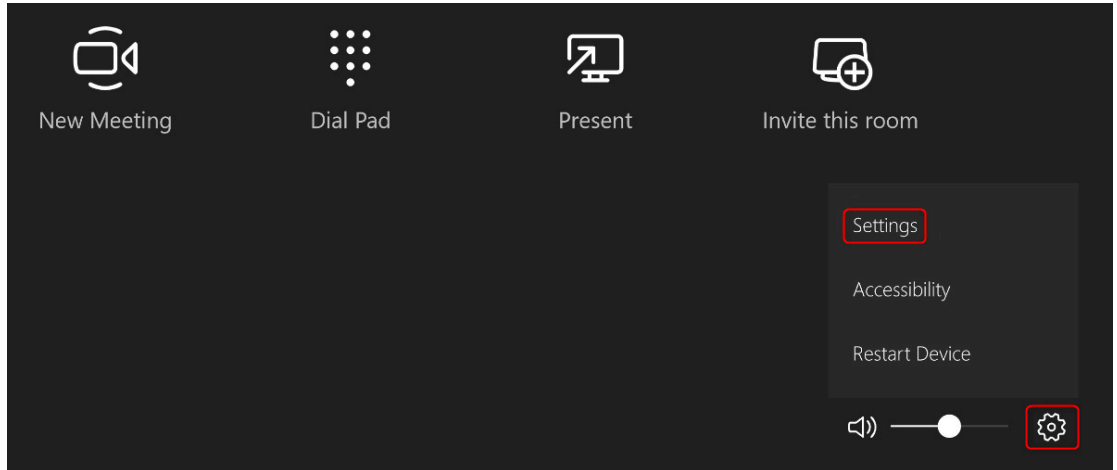 New Meeting
Dial Pad
Present
Invite this room
Settings
Accessibility
Restart Device